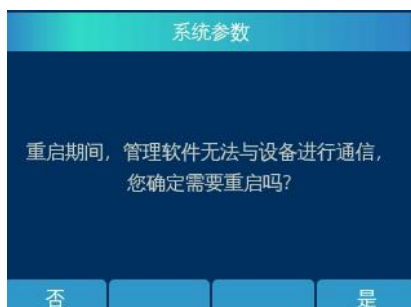 系统参数
重启期间，管理软件无法与设备进行通信，
您确定需要重启吗?
否
是